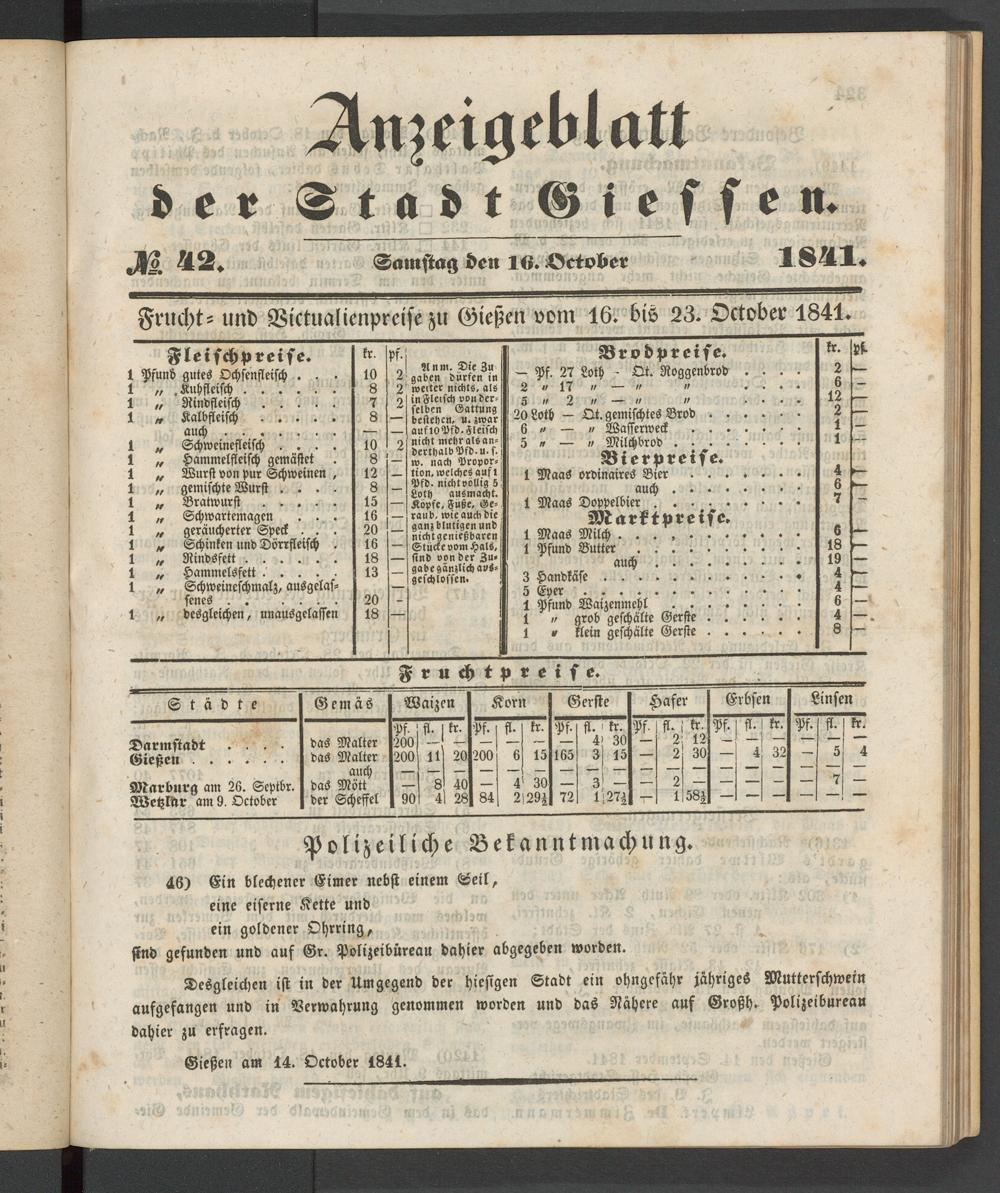 Anzeigeblatt
der Stadt Giessen.
№ 42. Samstag den 16. October 1841.
Frucht- und Victualienpreise zu Gießen vom 16. bis 23. October 1841.
Fleischpreise. kr. pf.
1 Pfund gutes Ochsenfleisch . . . 10 2
1 „ Kuhfleisch . . . . . 8 2
1 „ Rindfleisch . . . . . 7 2
1 „ Kalbfleisch . . . . . 8 —
auch . . . . . . — —
1 „ Schweinefleisch . . . . 10 2
1 „ Hammelfleisch gemästet 8 —
1 „ Wurst von pur Schweinen , 12 —
1 „ gemischte Wurst . . . . 8 —
1 „ Bratwurst . . . . . 15 —
1 „ Schwartemagen . . . . 16 —
1 „ geräucherter Speck . . . 20 —
1 „ Schinken und Dörrfleisch . 16 —
1 „ Rindsfett . . . . . . 18 —
1 „ Hammelsfett . . . . . 13 —
1 „ Schweineschmalz, ausgelas-
senes . . . . . . . 20 —
1 „ desgleichen, unausgelassen 18 —
Anm. Die Zu
gaben dürfen in
weiter nichts, als
in Fleisch von der-
selben Gattung
bestehen, u. zwar
auf 10 Pfd. Fleisch
nicht mehr als an-
derthalb Pfd. u. s.
w. nach Propor-
tion, welches auf 1
Pfd. nicht völlig 5
Loth ausmacht.
Köpfe, Füße, Ge-
raub, wie auch die
ganz blutigen und
nicht genießbaren
Stücke vom Hals,
sind von der Zu-
gabe gänzlich aus-
geschlossen.
Brodpreise. kr. pf.
— Pf. 27 Loth - Qt. Roggenbrod . . . 2 —
2 „ 17 „ — „ „ 6 —
5 „ 2 „ — „ „ 12 —
20 Loth — Qt. gemischtes Brod . . . . . 2 —
6 „ — „ Wasserweck . . . . . 1 —
5 „ — „ Milchbrod . . . . . 1 —
Bierpreise.
1 Maas ordinaires Bier . . . . . . 4 —
auch . . . . . . . 6 —
1 Maas Doppelbier . . . . . . . 7 —
Marktpreise.
1 Maas Milch . . . . . . . . 6 —
1 Pfund Butter . . . . . . . . 18 —
auch . . . . . . . 19 —
3 Handkäse . . . . . . . . 4 —
5 Eyer . . . . . . . . . 4 —
1 Pfund Waizenmehl . . . . . . 6 —
1 „ grob geschälte Gerste . . . . . 4 —
1 „ klein geschälte Gerste . . . . . 8 —
Fruchtpreise.
Städte Gemäs Waizen Korn Gerste Hafer Erbsen Linsen
Pf. fl. kr. Pf. fl. kr. Pf. fl. kr. Pf. fl. kr. Pf. fl. kr. Pf. fl. kr.
Darmstadt . . . . das Malter 200 — — — — — — 4 30 — 2 12 — — — — — —
Gießen . . . . . . das Malter 200 11 20 200 6 15 165 3 15 — 2 30 — 4 32 — 5 4
auch — — — — — — — — — — — — — — — — — —
Marburg am 26. Septbr. das Mött — 8 40 — 4 30 — 3 — — 2 — — — — — 7 —
Wetzlar am 9. October der Scheffel 90 4 28 84 2 29½ 72 1 27½ — 1 58½ — — — — — —
Polizeiliche Bekanntmachung.
46) Ein blechener Eimer nebst einem Seil,
eine eiserne Kette und
ein goldener Ohrring,
sind gefunden und auf Gr. Polizeibüreau dahier abgegeben worden.
Desgleichen ist in der Umgegend der hiesigen Stadt ein ohngefähr jähriges Mutterschwein
aufgefangen und in Verwahrung genommen worden und das Nähere auf Großh. Polizeibureau
dahier zu erfragen.
Gießen am 14. October 1841.